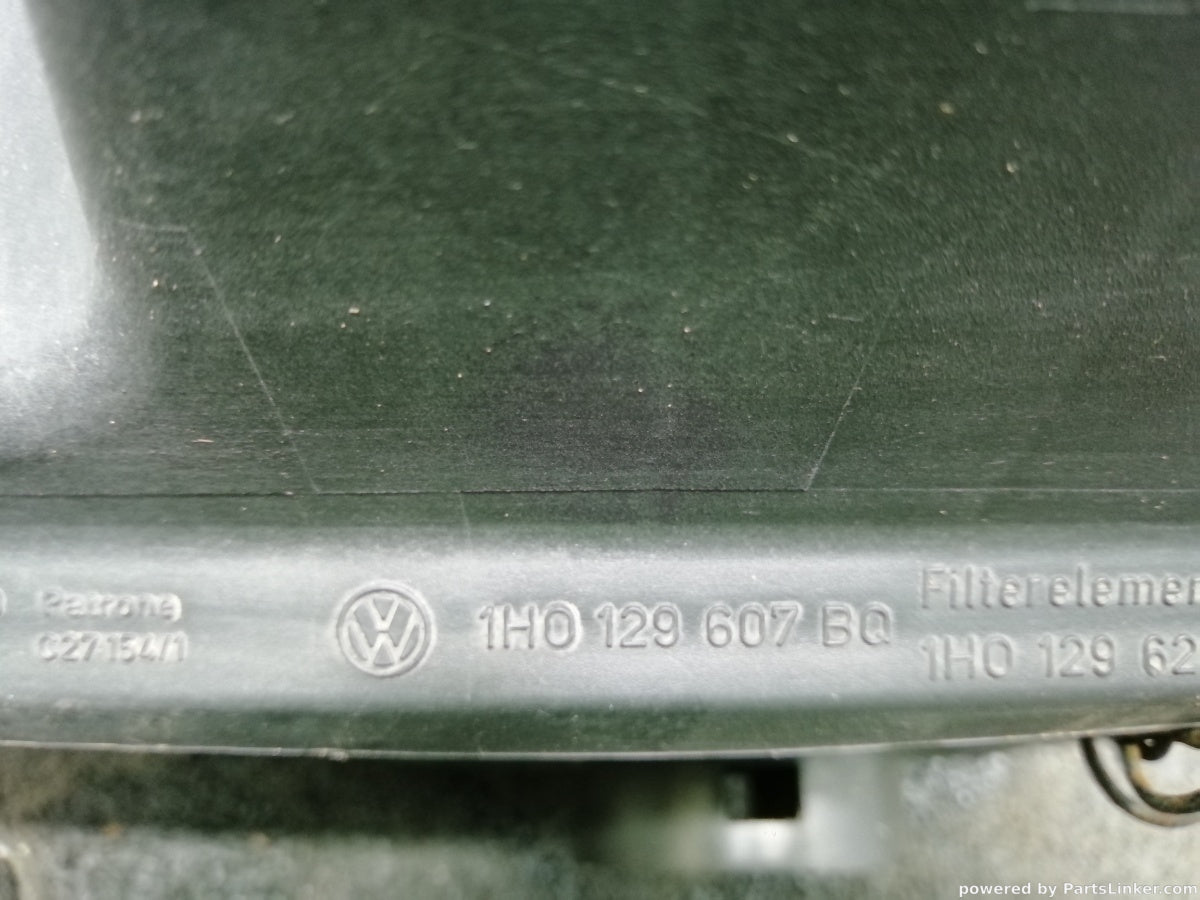 Patrone
C27154/1
1H0 129 607 BQ
Filterelemen
1H0 129 62
powered by PartsLinker.com